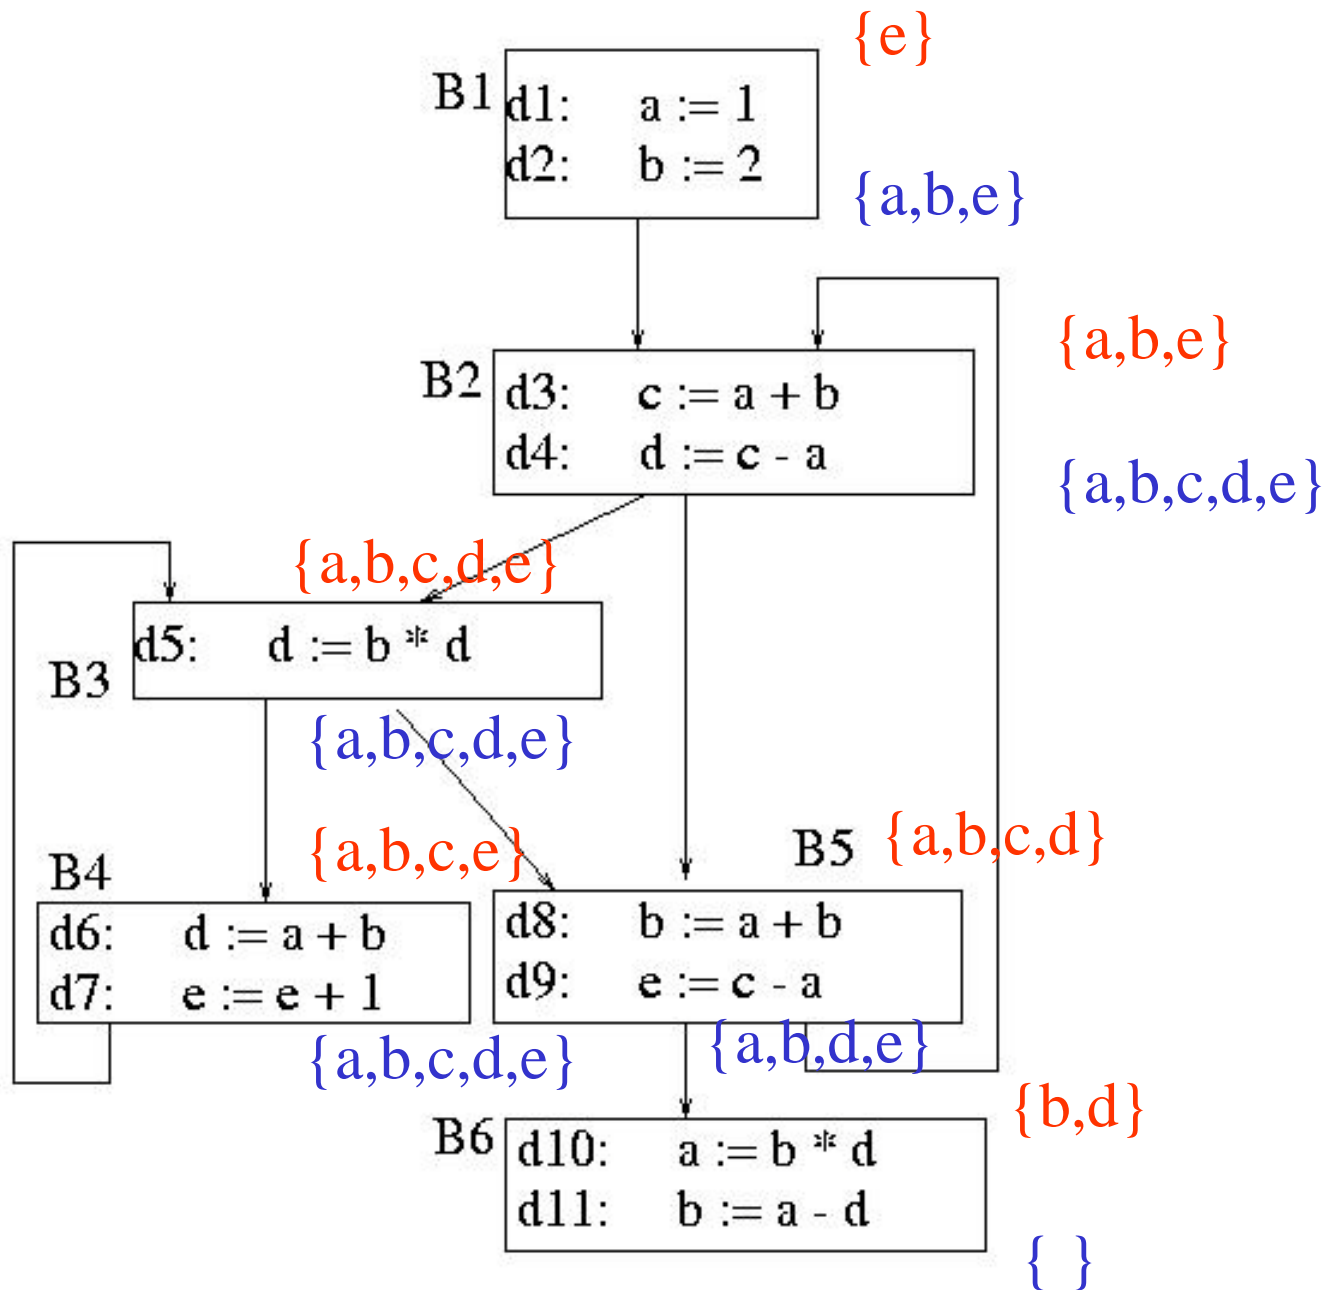 {e}
B1
d1: a := 1
d2: b := 2
{a,b,e}
{a,b,e}
B2
d3: c := a + b
d4: d := c - a
{a,b,c,d,e}
{a,b,c,d,e}
d5: d := b * d
B3
{a,b,c,d,e}
{a,b,c,e}
B4
d6: d := a + b
d7: e := e + 1
{a,b,c,d,e}
B5
{a,b,c,d}
d8: b := a + b
d9: e := c - a
{a,b,d,e}
{b,d}
B6
d10: a := b * d
d11: b := a - d
{ }